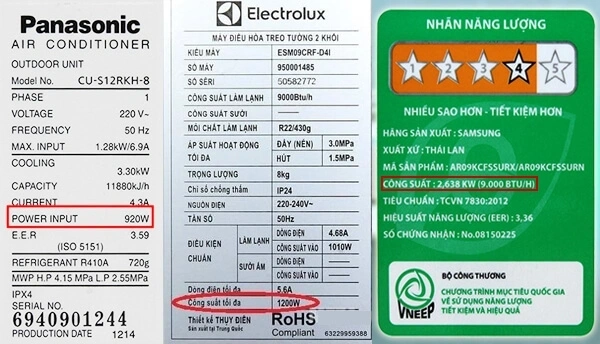 Panasonic
AIR CONDITIONER
OUTDOOR UNIT
MODEL No. CU-S12RKH-8
PHASE 1
VOLTAGE 220 V~
FREQUENCY 50 Hz
MAX. INPUT 1.28kW/6.9A
COOLING 3.30kW
CAPACITY 11880kJ/h
CURRENT 4.3A
POWER INPUT 920W
E.E.R 3.59
(ISO 5151)
REFRIGERANT R410A 720g
MWP H.P 4.15 MPa L.P 2.55MPa
IPX4
SERIAL NO.
6940901244
PRODUCTION DATE 1214
Electrolux
MÁY ĐIỀU HÒA TREO TƯỜNG 2 KHỐI
KIỂU MÁY ESM09CRF-D4I
SỐ MÁY 950001485
SỐ SÊRI 50582772
CÔNG SUẤT LÀM LẠNH 9000Btu/h
CÔNG SUẤT LÀM NÓNG
MÔI CHẤT LÀM LẠNH R22/430g
ÁP SUẤT HOẠT ĐỘNG TỐI ĐA ĐẨY (NÉN) 3.0MPa
HÚT 1.5MPa
TRỌNG LƯỢNG 8kg
Chỉ số chống thấm IP24
NGUỒN 220-240V~
TẦN SỐ 50Hz
ĐIỀU KIỆN CHUẨN LÀM LẠNH DÒNG ĐIỆN 4.68A
CÔNG SUẤT VÀO 1010W
SƯỞI ẤM DÒNG ĐIỆN
CÔNG SUẤT VÀO
Dòng điện tối đa 5.6A
Công suất tối đa 1200W
Thiết kế THỤY ĐIỂN
Sản xuất tại Trung Quốc
RoHS
Compliant
63229959388
NHÃN NĂNG LƯỢNG
1 2 3 4 5
NHIỀU SAO HƠN - TIẾT KIỆM HƠN
HÃNG SẢN XUẤT: SAMSUNG
XUẤT XỨ: THÁI LAN
MÃ SẢN PHẨM: AR09KCFSSURX/AR09KCFSSURN
CÔNG SUẤT : 2,638 KW (9.000 BTU/H)
TIÊU CHUẨN: TCVN 7830:2012
HIỆU SUẤT NĂNG LƯỢNG (EER) : 3.36
SỐ CHỨNG NHẬN : No.08150225
VNEEP
BỘ CÔNG THƯƠNG
CHƯƠNG TRÌNH MỤC TIÊU QUỐC GIA
VỀ SỬ DỤNG NĂNG LƯỢNG
TIẾT KIỆM VÀ HIỆU QUẢ